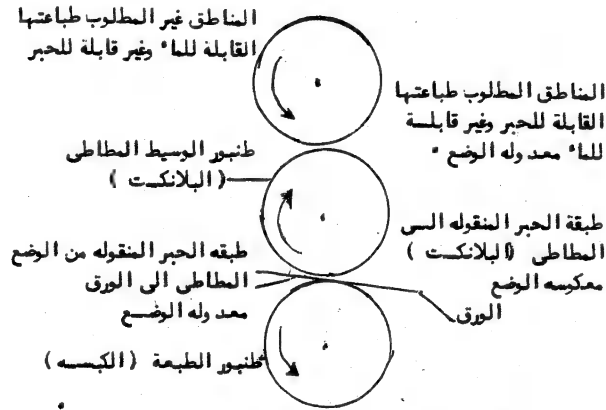 المناطق غير المطلوب طباعتها
القابلة للماء وغير قابلة للحبر
المناطق المطلوب طباعتها
القابلة للحبر وغير قابلسة
للماء معدوله الوضع
طنبور الوسيط المطاطى
(البلانكت)
طبقة الحبر المنقوله الى
المطاطى (البلانكت)
معكوسه الوضع
الورق
طبقه الحبر المنقوله من الوضع
المطاطى الى الورق
معدوله الوضع
طنبور الطبعة (الكبسه)